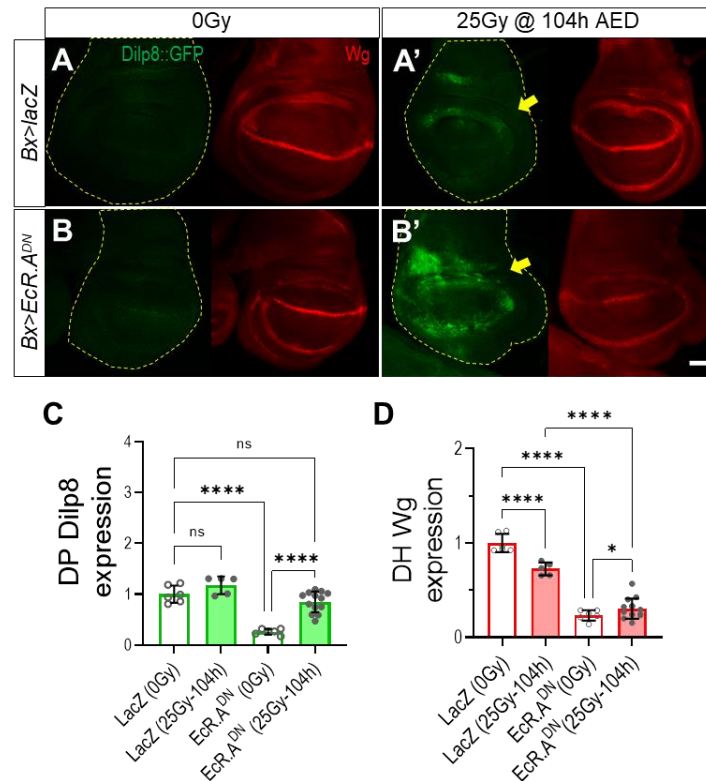 0Gy
25Gy @ 104h AED
Bx>lacZ
A Dilp8::GFP Wg
A'
Bx>EcR.A^DN
B
B'
C
DP Dilp8
expression
4
3
2
1
0
ns
****
ns
****
LacZ (0Gy)
LacZ (25Gy-104h)
EcR.A^DN (0Gy)
EcR.A^DN (25Gy-104h)
D
DH Wg
expression
2
1
0
****
****
****
*
LacZ (0Gy)
LacZ (25Gy-104h)
EcR.A^DN (0Gy)
EcR.A^DN (25Gy-104h)